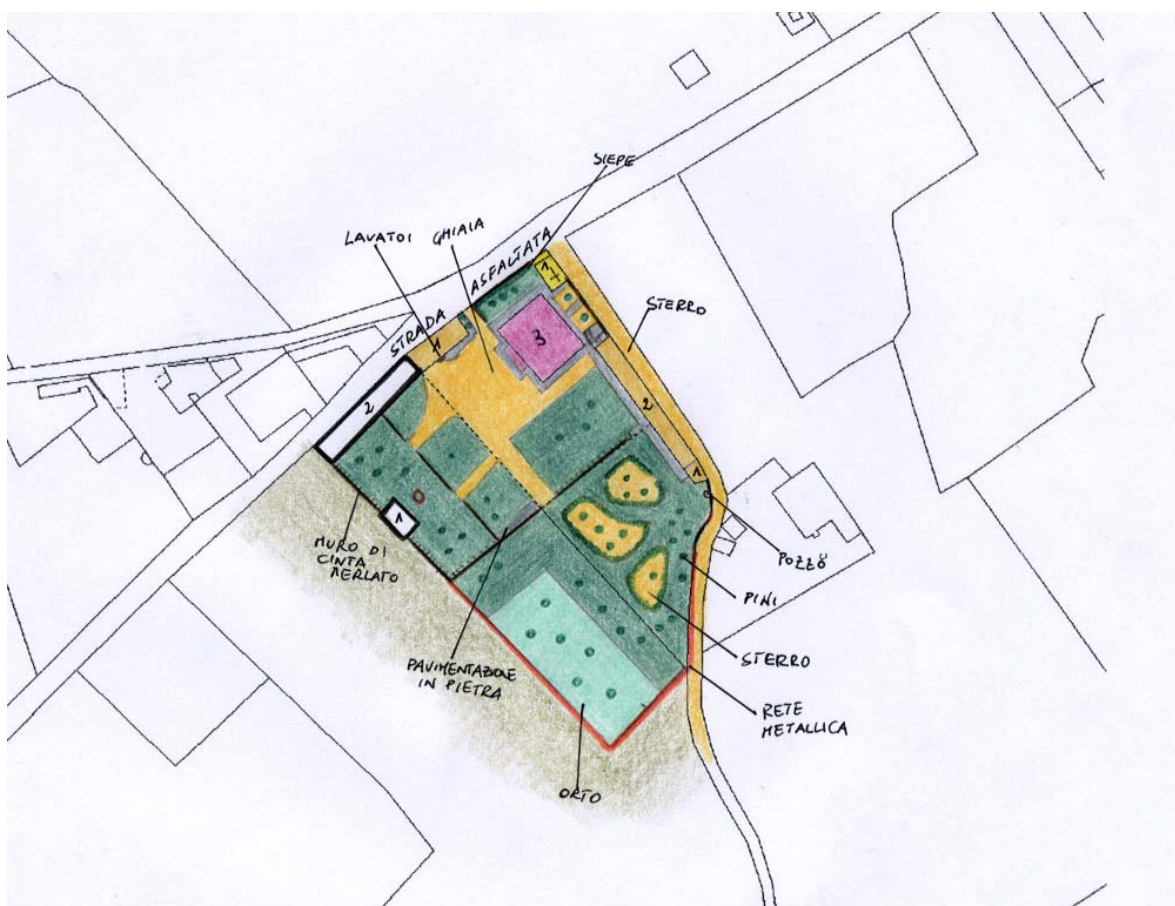 SIEPE
LAVATOI
GHIAIA
STRADA ASFALTATA
STERRO
3
2
2
1
1
MURO DI
CINTA
MERLATO
POZZO
PINI
PAVIMENTAZIONE
IN PIETRA
STERRO
RETE
METALLICA
ORTO